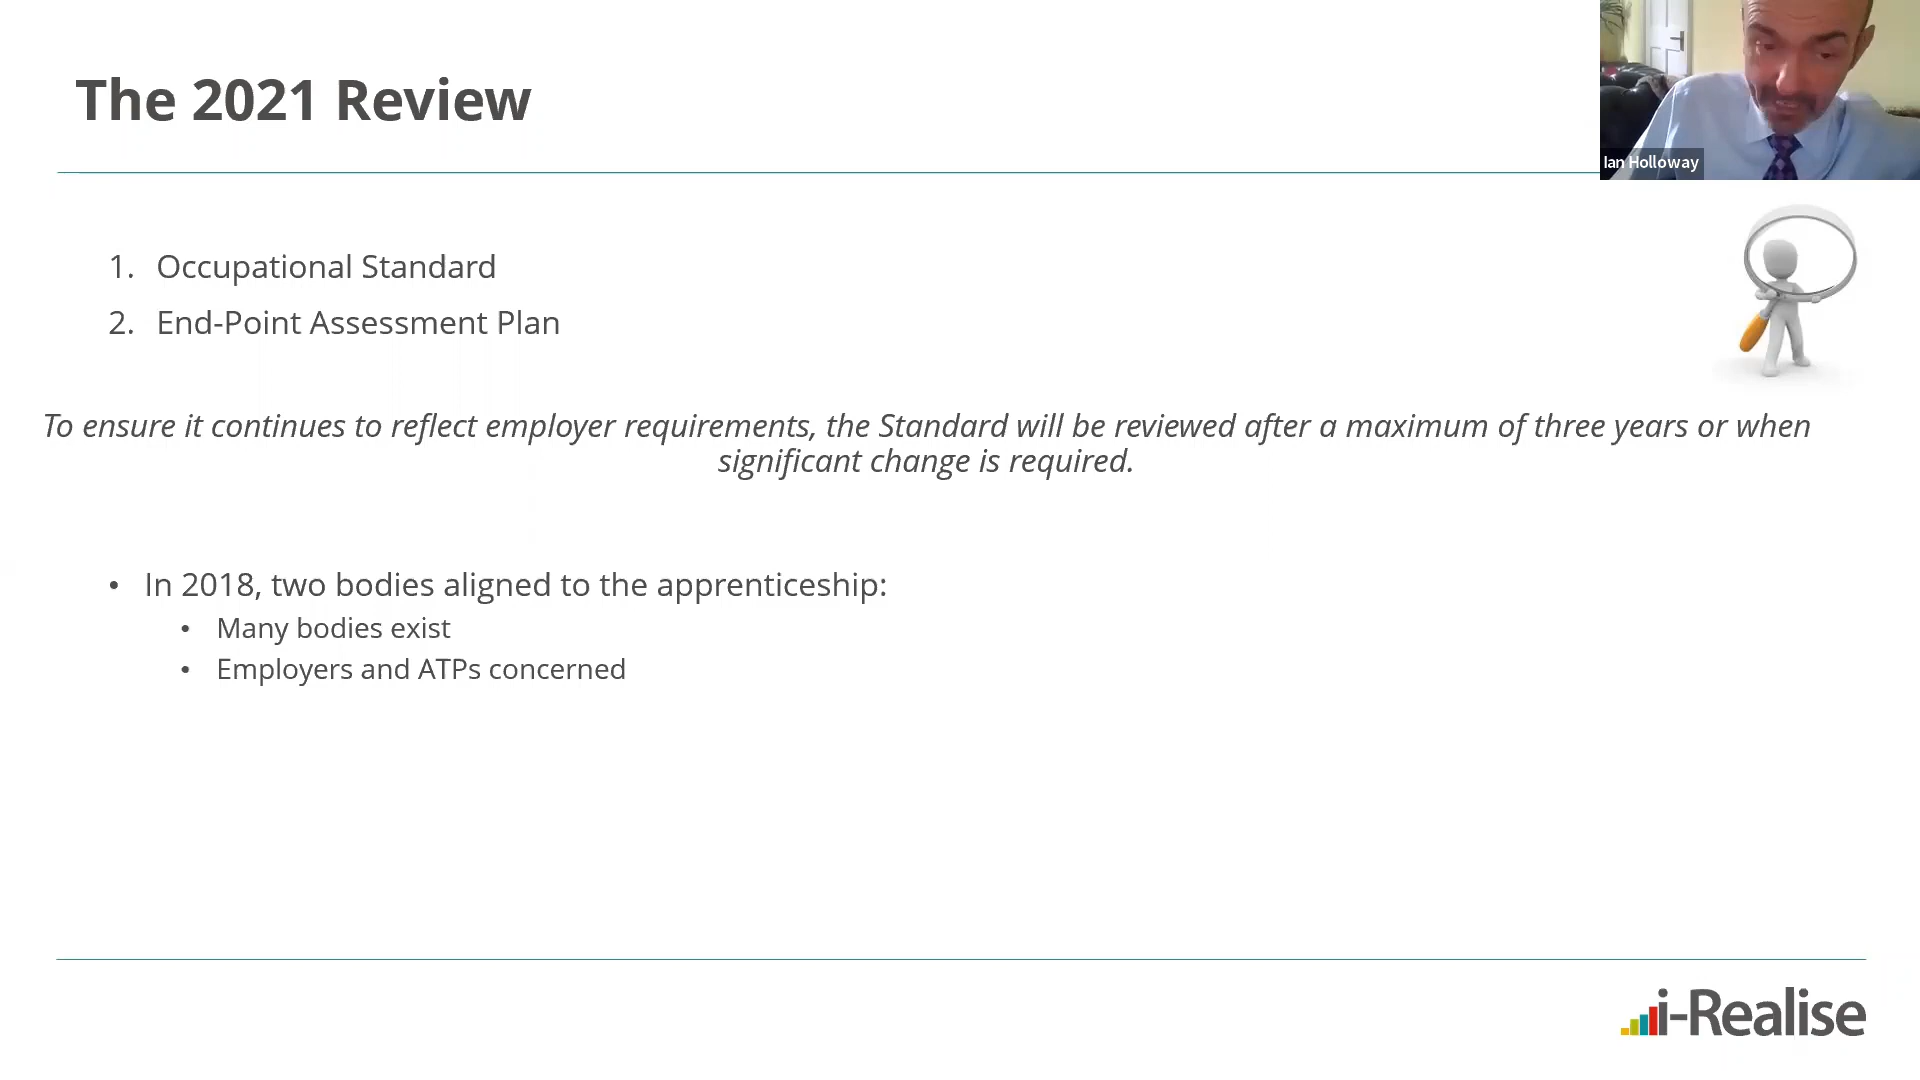 The 2021 Review
Ian Holloway
1. Occupational Standard
2. End-Point Assessment Plan
To ensure it continues to reflect employer requirements, the Standard will be reviewed after a maximum of three years or when
significant change is required.
• In 2018, two bodies aligned to the apprenticeship:
• Many bodies exist
• Employers and ATPs concerned
i-Realise